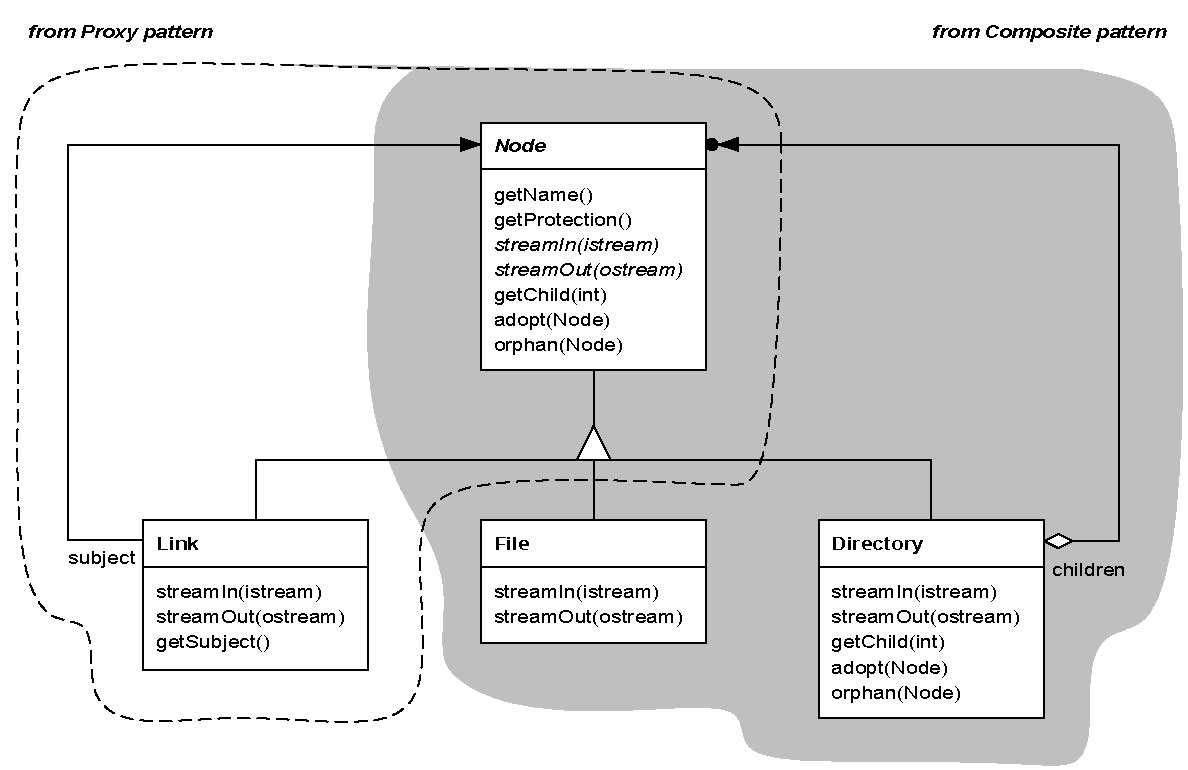 from Proxy pattern
from Composite pattern
Node
getName()
getProtection()
streamIn(istream)
streamOut(ostream)
getChild(int)
adopt(Node)
orphan(Node)
subject
Link
streamIn(istream)
streamOut(ostream)
getSubject()
File
streamIn(istream)
streamOut(ostream)
Directory
streamIn(istream)
streamOut(ostream)
getChild(int)
adopt(Node)
orphan(Node)
children